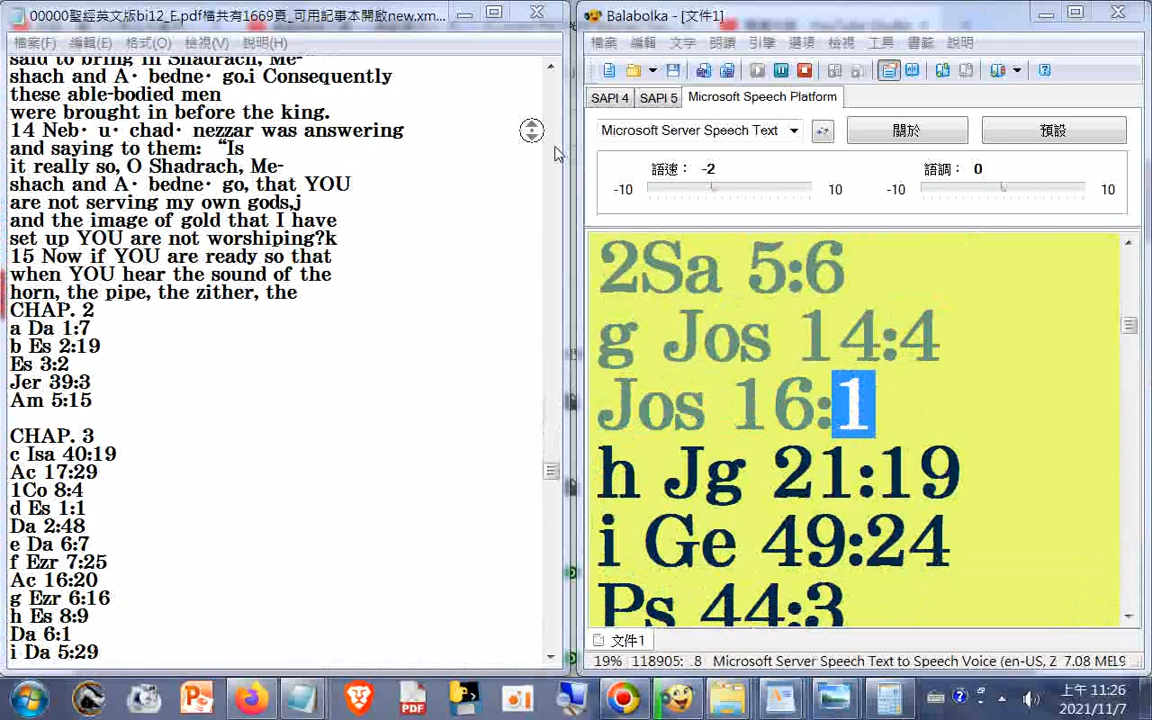 00000聖經英文版bi12_E.pdf檔共有1669頁_可用記事本開啟new.xm...
檔案(F) 編輯(E) 格式(O) 檢視(V) 說明(H)
said to bring in Shadrach, Me-
shach and A· bedne· go.i Consequently
these able-bodied men
were brought in before the king.
14 Neb· u· chad· nezzar was answering
and saying to them: “Is
it really so, O Shadrach, Me-
shach and A· bedne· go, that YOU
are not serving my own gods,j
and the image of gold that I have
set up YOU are not worshiping?k
15 Now if YOU are ready so that
when YOU hear the sound of the
horn, the pipe, the zither, the
CHAP. 2
a Da 1:7
b Es 2:19
Es 3:2
Jer 39:3
Am 5:15
CHAP. 3
c Isa 40:19
Ac 17:29
1Co 8:4
d Es 1:1
Da 2:48
e Da 6:7
f Ezr 7:25
Ac 16:20
g Ezr 6:16
h Es 8:9
Da 6:1
i Da 5:29
Balabolka - [文件1]
檔案 編輯 文字 朗讀 引擎 選項 檢視 工具 書籤 說明
SAPI 4 SAPI 5 Microsoft Speech Platform
Microsoft Server Speech Text 關於 預設
語速： -2 語調： 0
-10 10 -10 10
2Sa 5:6
g Jos 14:4
Jos 16:1
h Jg 21:19
i Ge 49:24
Ps 44:3
文件1
19% 118905: .8 Microsoft Server Speech Text to Speech Voice (en-US, Z 7.08 MB
PDF
上午 11:26
2021/11/7